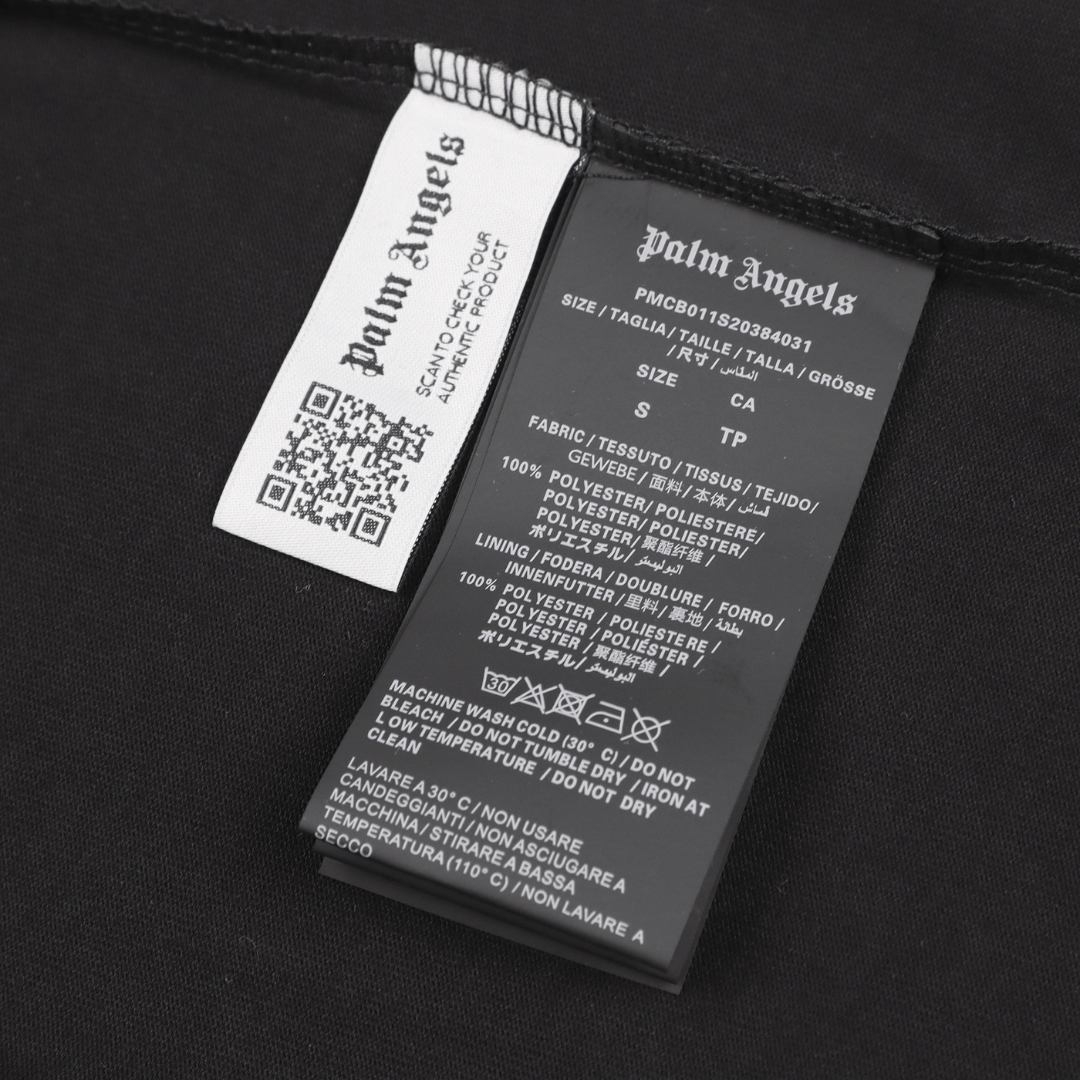 Palm Angels
SCAN TO CHECK YOUR
AUTHENTIC PRODUCT
Palm Angels
PMCB011S20384031
SIZE / TAGLIA / TAILLE / TALLA / GRÖSSE
/ 尺寸 / المقاس
SIZE CA
S TP
FABRIC / TESSUTO / TISSUS / TEJIDO /
GEWEBE / 面料 / 本体 / قماش
100% POLYESTER/ POLIESTERE/
POLYESTER/ POLIESTER/
POLYESTER/ 聚酯纤维 /
ポリエステル/ البوليستر
LINING / FODERA / DOUBLURE / FORRO /
INNENFUTTER / 里料 / 裏地 / بطانة
100% POLYESTER / POLIESTERE /
POLYESTER / POLIÉSTER /
POLYESTER / 聚酯纤维 /
ポリエステル/ البوليستر
30
MACHINE WASH COLD (30° C) / DO NOT
BLEACH / DO NOT TUMBLE DRY / IRON AT
LOW TEMPERATURE / DO NOT DRY
CLEAN
LAVARE A 30° C / NON USARE
CANDEGGIANTI / NON ASCIUGARE A
MACCHINA / STIRARE A BASSA
TEMPERATURA (110° C) / NON LAVARE A
SECCO